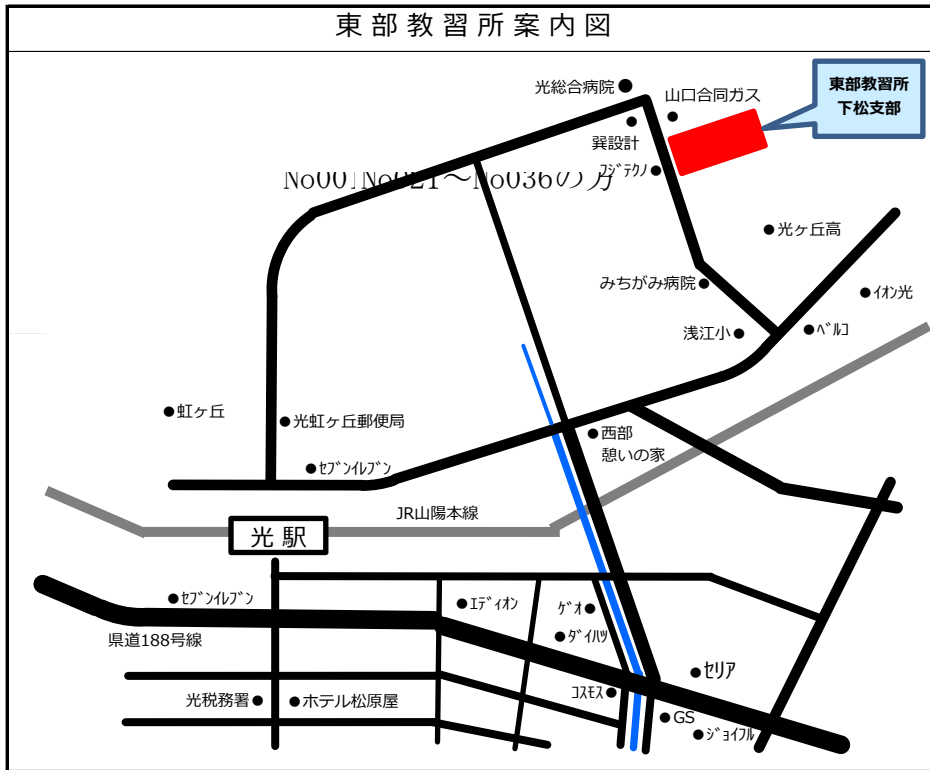 東部教習所案内図
光総合病院
山口合同ガス
東部教習所
下松支部
巽設計
ﾌｼﾞﾃｸﾉ
光ヶ丘高
みちがみ病院
ｲｵﾝ光
浅江小
ﾍﾞﾙｺ
虹ヶ丘
光虹ヶ丘郵便局
西部
憩いの家
ｾﾌﾞﾝｲﾚﾌﾞﾝ
JR山陽本線
光駅
ｾﾌﾞﾝｲﾚﾌﾞﾝ
ｴﾃﾞｨｵﾝ
ｹﾞｵ
ﾀﾞｲﾊﾂ
県道188号線
セリア
光税務署
ホテル松原屋
ｺｽﾓｽ
GS
ｼﾞｮｲﾌﾙ